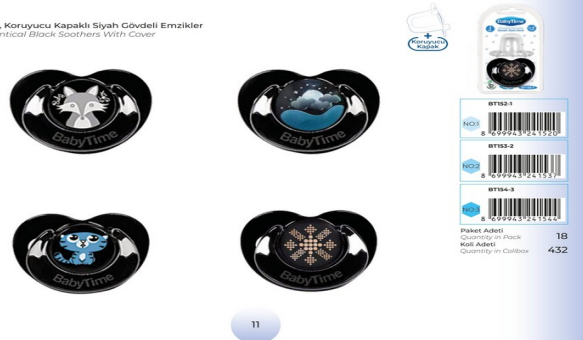 , Koruyucu Kapaklı Siyah Gövdeli Emzikler
ntical Black Soothers With Cover
+
Koruyucu
Kapak
BabyTime
BabyTime
BabyTime
BabyTime
BabyTime
BT152-1
NO:1
8 699943 241520
BT153-2
NO:2
8 699943 241537
BT154-3
NO:3
8 699943 241544
Paket Adeti
Quantity in Pack 18
Koli Adeti
Quantity in Colibox 432
11